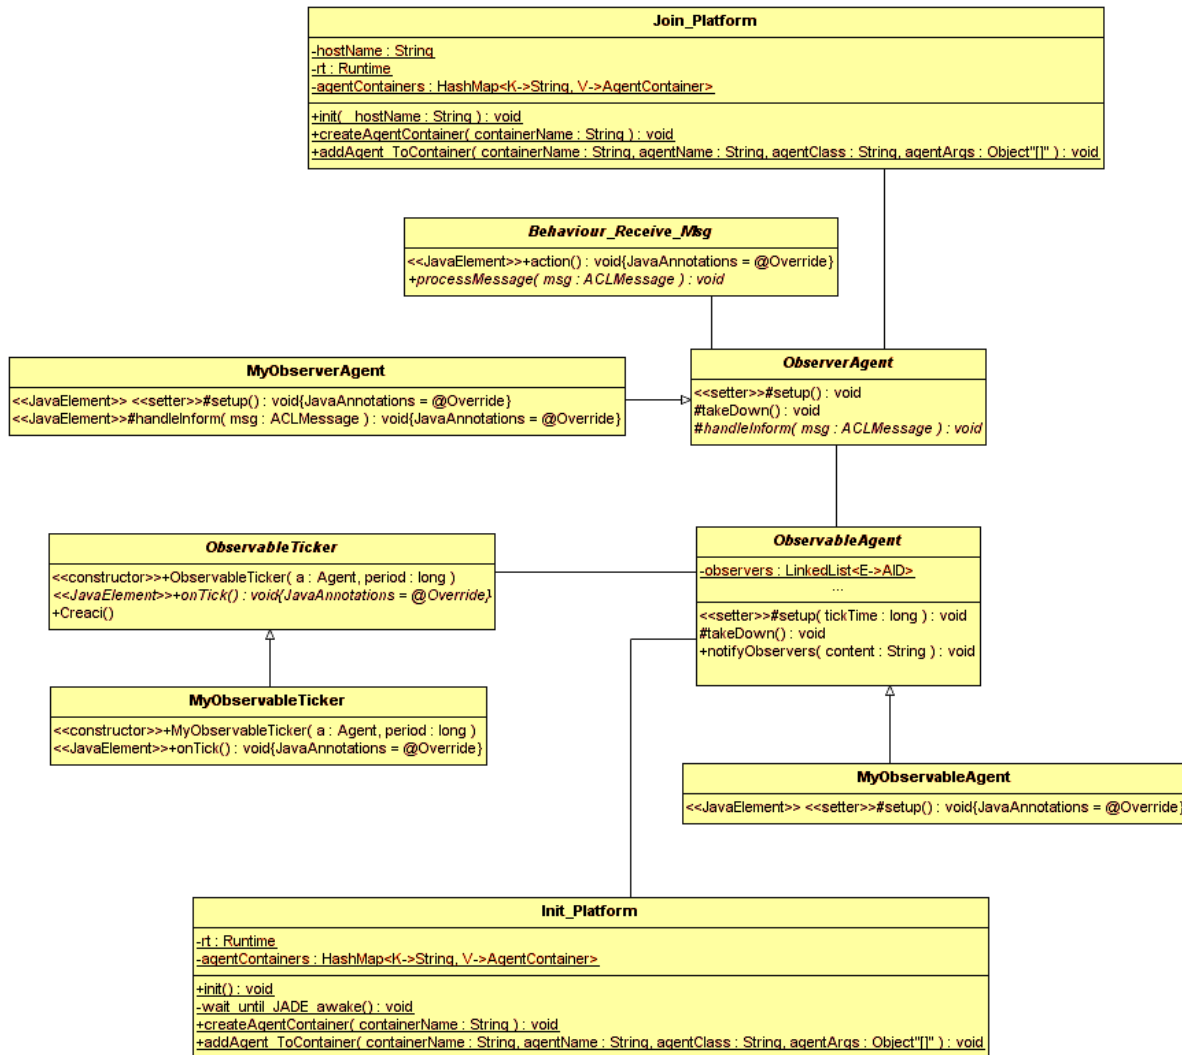 Join_Platform
-hostName : String
-rt : Runtime
-agentContainers : HashMap<K->String, V->AgentContainer>
+init( _hostName : String ) : void
+createAgentContainer( containerName : String ) : void
+addAgent_ToContainer( containerName : String, agentName : String, agentClass : String, agentArgs : Object"[]" ) : void
Behaviour_Receive_Msg
<<JavaElement>>+action() : void{JavaAnnotations = @Override}
+processMessage( msg : ACLMessage ) : void
MyObserverAgent
<<JavaElement>> <<setter>>#setup() : void{JavaAnnotations = @Override}
<<JavaElement>>#handleInform( msg : ACLMessage ) : void{JavaAnnotations = @Override}
ObserverAgent
<<setter>>#setup() : void
#takeDown() : void
#handleInform( msg : ACLMessage ) : void
ObservableTicker
<<constructor>>+ObservableTicker( a : Agent, period : long )
<<JavaElement>>+onTick() : void{JavaAnnotations = @Override}
+Creaci()
ObservableAgent
-observers : LinkedList<E->AID>
...
<<setter>>#setup( tickTime : long ) : void
#takeDown() : void
+notifyObservers( content : String ) : void
MyObservableTicker
<<constructor>>+MyObservableTicker( a : Agent, period : long )
<<JavaElement>>+onTick() : void{JavaAnnotations = @Override}
MyObservableAgent
<<JavaElement>> <<setter>>#setup() : void{JavaAnnotations = @Override}
Init_Platform
-rt : Runtime
-agentContainers : HashMap<K->String, V->AgentContainer>
+init() : void
-wait_until_JADE_awake() : void
+createAgentContainer( containerName : String ) : void
+addAgent_ToContainer( containerName : String, agentName : String, agentClass : String, agentArgs : Object"[]" ) : void